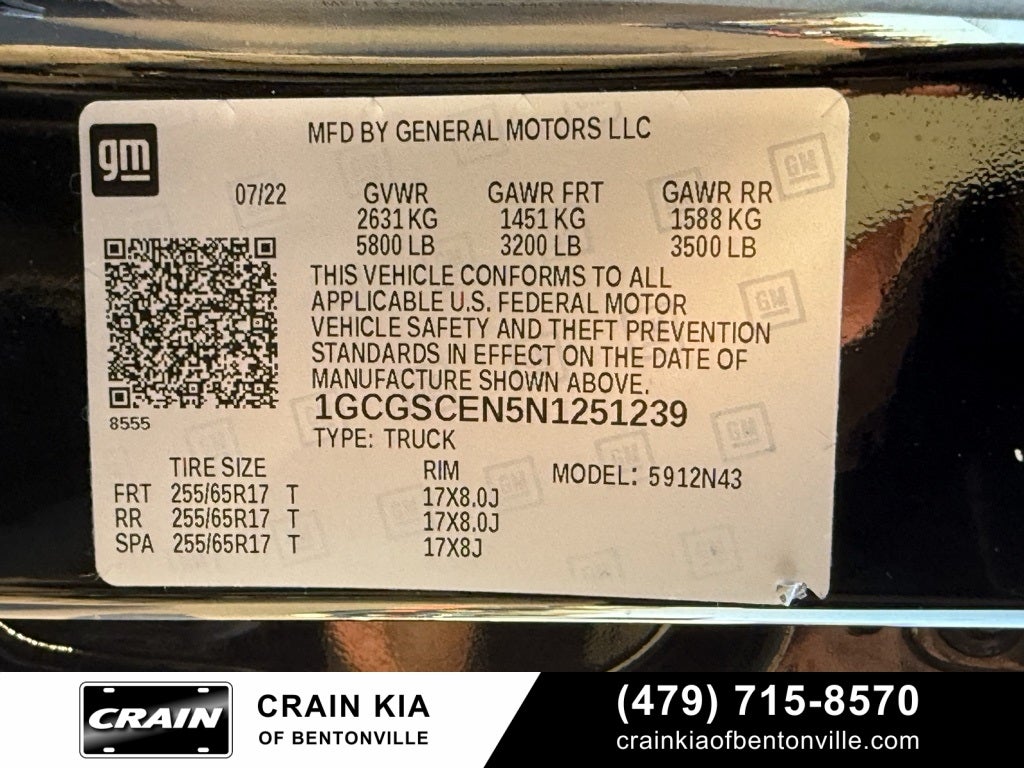 MFD BY GENERAL MOTORS LLC
gm
07/22 GVWR GAWR FRT GAWR RR
2631 KG 1451 KG 1588 KG
5800 LB 3200 LB 3500 LB
THIS VEHICLE CONFORMS TO ALL
APPLICABLE U.S. FEDERAL MOTOR
VEHICLE SAFETY AND THEFT PREVENTION
STANDARDS IN EFFECT ON THE DATE OF
MANUFACTURE SHOWN ABOVE.
8555
1GCGSCEN5N1251239
TYPE: TRUCK
TIRE SIZE RIM MODEL: 5912N43
FRT 255/65R17 T 17X8.0J
RR 255/65R17 T 17X8.0J
SPA 255/65R17 T 17X8J
GM
GM
GM
GM
CRAIN
CRAIN KIA
OF BENTONVILLE
(479) 715-8570
crainkiaofbentonville.com